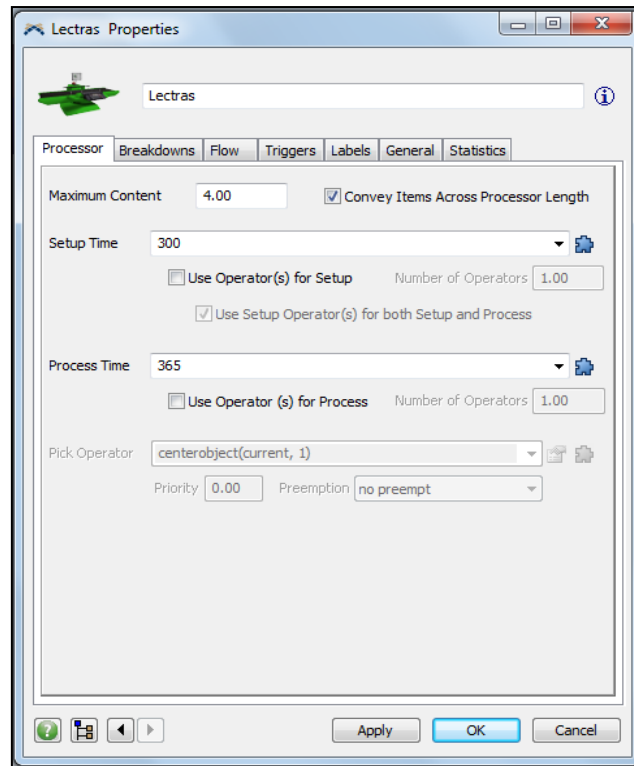 Lectras Properties
Lectras
Processor Breakdowns Flow Triggers Labels General Statistics
Maximum Content 4.00 Convey Items Across Processor Length
Setup Time 300
Use Operator(s) for Setup Number of Operators 1.00
Use Setup Operator(s) for both Setup and Process
Process Time 365
Use Operator (s) for Process Number of Operators 1.00
Pick Operator centerobject(current, 1)
Priority 0.00 Preemption no preempt
Apply OK Cancel